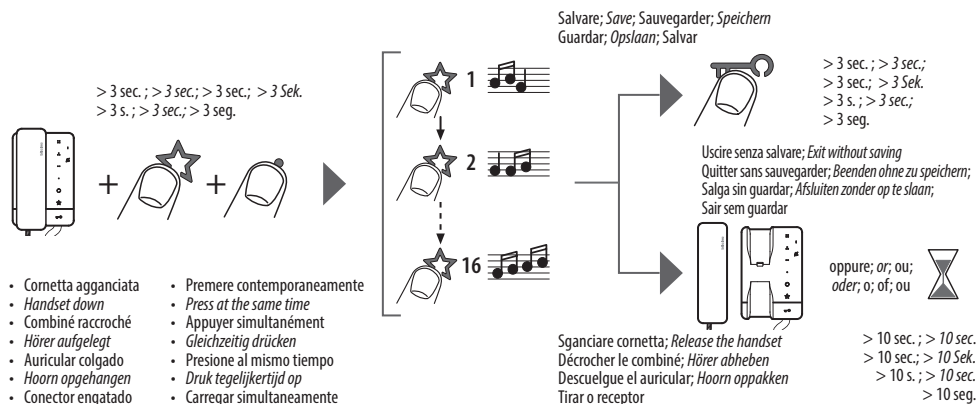 Salvare; Save; Sauvegarder; Speichern
Guardar; Opslaan; Salvar
> 3 sec. ; > 3 sec.; > 3 sec.; > 3 Sek.
> 3 s. ; > 3 sec.; > 3 seg.
1
2
16
> 3 sec. ; > 3 sec.;
> 3 sec.; > 3 Sek.
> 3 s. ; > 3 sec.;
> 3 seg.
+
+
Uscire senza salvare; Exit without saving
Quitter sans sauvegarder; Beenden ohne zu speichern;
Salga sin guardar; Afsluiten zonder op te slaan;
Sair sem guardar
oppure; or; ou;
oder; o; of; ou
• Cornetta agganciata
• Handset down
• Combiné raccroché
• Hörer aufgelegt
• Auricular colgado
• Hoorn opgehangen
• Conector engatado
• Premere contemporaneamente
• Press at the same time
• Appuyer simultanément
• Gleichzeitig drücken
• Presione al mismo tiempo
• Druk tegelijkertijd op
• Carregar simultaneamente
Sganciare cornetta; Release the handset
Décrocher le combiné; Hörer abheben
Descuelgue el auricular; Hoorn oppakken
Tirar o receptor
> 10 sec. ; > 10 sec.
> 10 sec.; > 10 Sek.
> 10 s. ; > 10 sec.
> 10 seg.